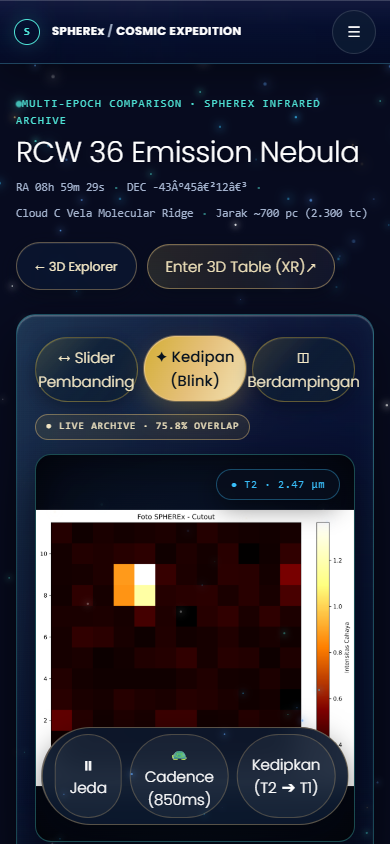 S SPHEREx / COSMIC EXPEDITION ☰
MULTI-EPOCH COMPARISON · SPHEREX INFRARED
ARCHIVE
RCW 36 Emission Nebula
RA 08h 59m 29s · DEC -43Â°45â€²12â€³ ·
Cloud C Vela Molecular Ridge · Jarak ~700 pc (2.300 tc)
← 3D Explorer
Enter 3D Table (XR)↗
↔ Slider
Pembanding
✦ Kedipan
(Blink)
◫
Berdampingan
● LIVE ARCHIVE · 75.8% OVERLAP
● T2 · 2.47 μm
Foto SPHEREx - Cutout
10
8
6
4
2
1.2
1.0
0.8
0.6
Intensitas Cahaya
⏸
Jeda
🐢
Cadence
(850ms)
Kedipkan
(T2 ➔ T1)